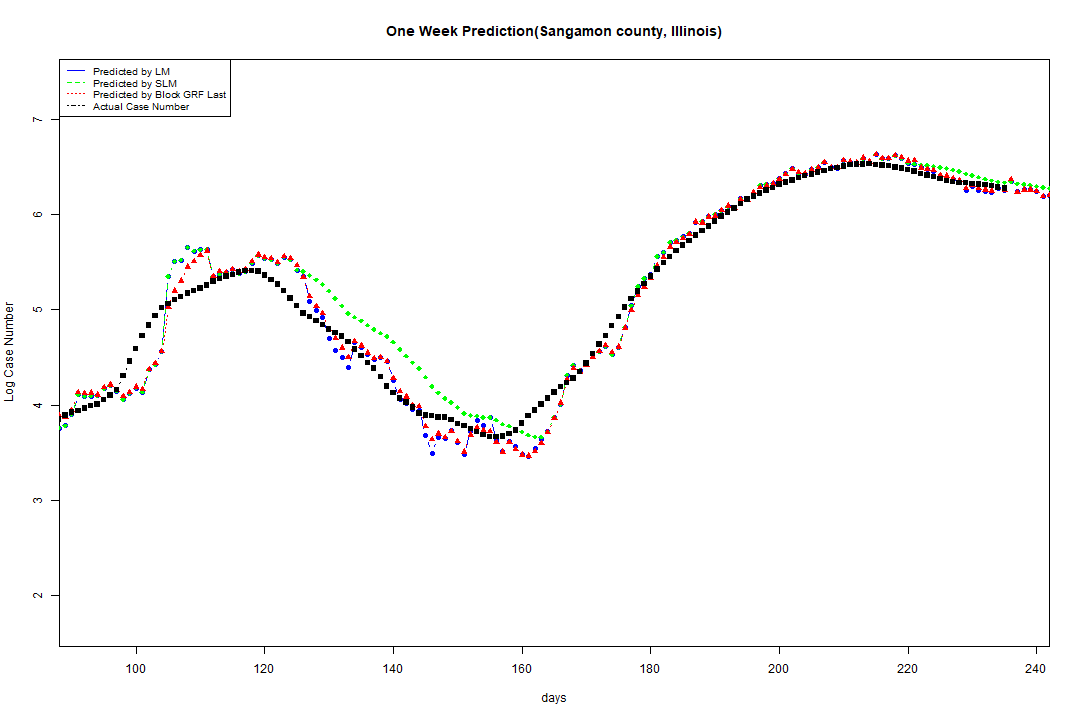 One Week Prediction(Sangamon county, Illinois)
Predicted by LM
Predicted by SLM
Predicted by Block GRF Last
Actual Case Number
7
6
5
4
3
2
Log Case Number
100 120 140 160 180 200 220 240
days